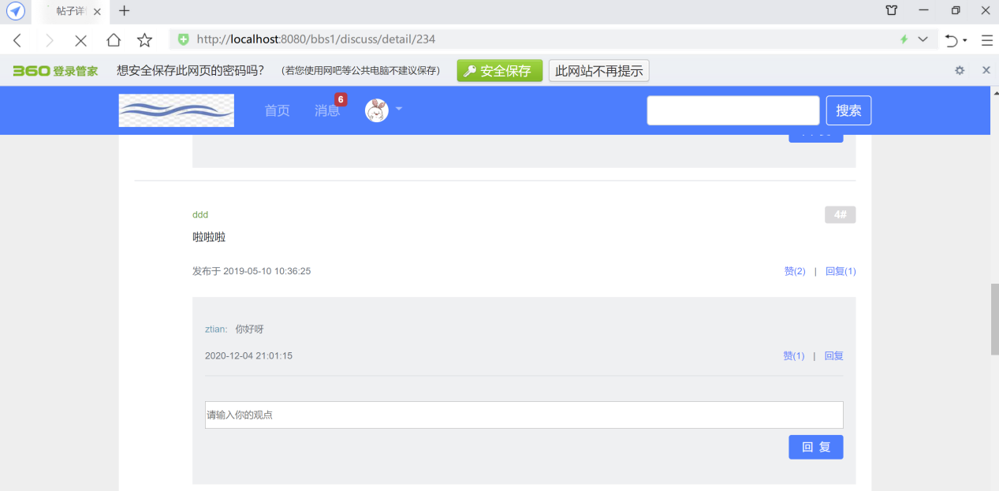 帖子详
http://localhost:8080/bbs1/discuss/detail/234
360登录管家 想安全保存此网页的密码吗? (若您使用网吧等公共电脑不建议保存) 安全保存 此网站不再提示
首页 消息 6 搜索
ddd 4#
啦啦啦
发布于 2019-05-10 10:36:25 赞(2) | 回复(1)
ztian: 你好呀
2020-12-04 21:01:15 赞(1) | 回复
请输入你的观点
回 复